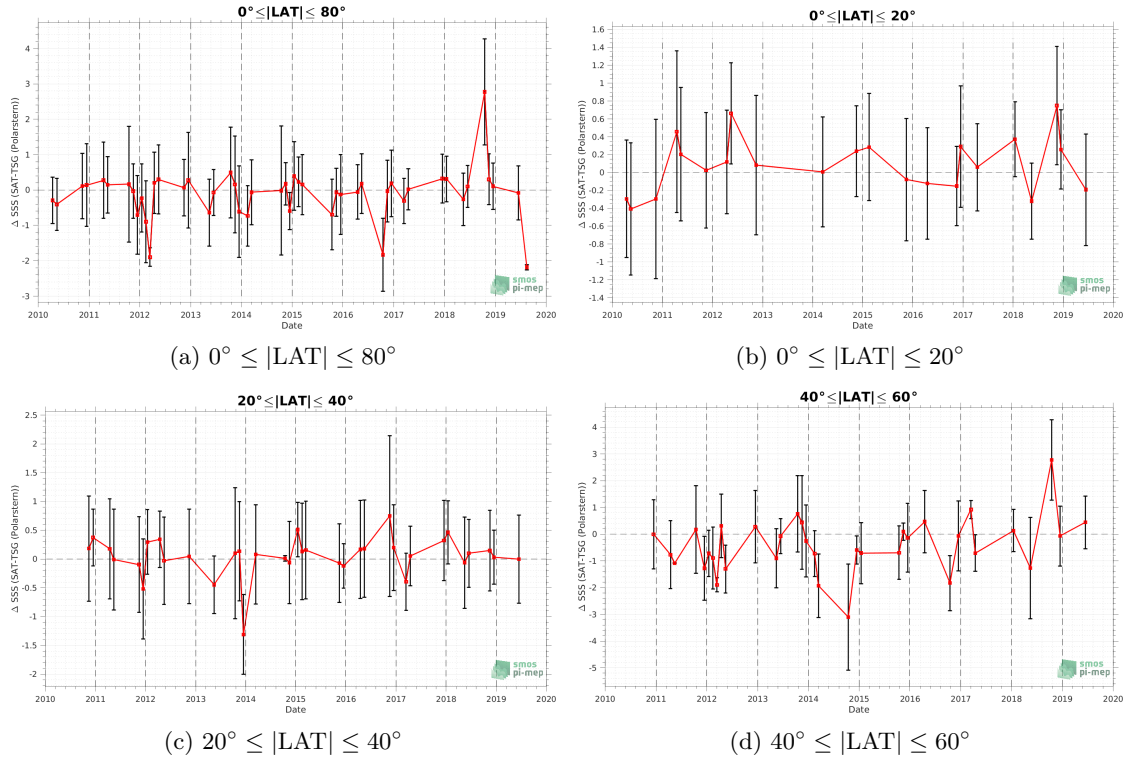 0°≤|LAT|≤ 80°
Δ SSS (SAT-TSG (Polarstern))
4
3
2
1
0
-1
-2
-3
2010 2011 2012 2013 2014 2015 2016 2017 2018 2019 2020
Date
smos
pi-mep
(a) 0° ≤ |LAT| ≤ 80°
0°≤|LAT|≤ 20°
Δ SSS (SAT-TSG (Polarstern))
1.6
1.4
1.2
1
0.8
0.6
0.4
0.2
0
-0.2
-0.4
-0.6
-0.8
-1
-1.2
-1.4
2010 2011 2012 2013 2014 2015 2016 2017 2018 2019 2020
Date
smos
pi-mep
(b) 0° ≤ |LAT| ≤ 20°
20°≤|LAT|≤ 40°
Δ SSS (SAT-TSG (Polarstern))
2.5
2
1.5
1
0.5
0
-0.5
-1
-1.5
-2
2010 2011 2012 2013 2014 2015 2016 2017 2018 2019 2020
Date
smos
pi-mep
(c) 20° ≤ |LAT| ≤ 40°
40°≤|LAT|≤ 60°
Δ SSS (SAT-TSG (Polarstern))
4
3
2
1
0
-1
-2
-3
-4
-5
2010 2011 2012 2013 2014 2015 2016 2017 2018 2019 2020
Date
smos
pi-mep
(d) 40° ≤ |LAT| ≤ 60°